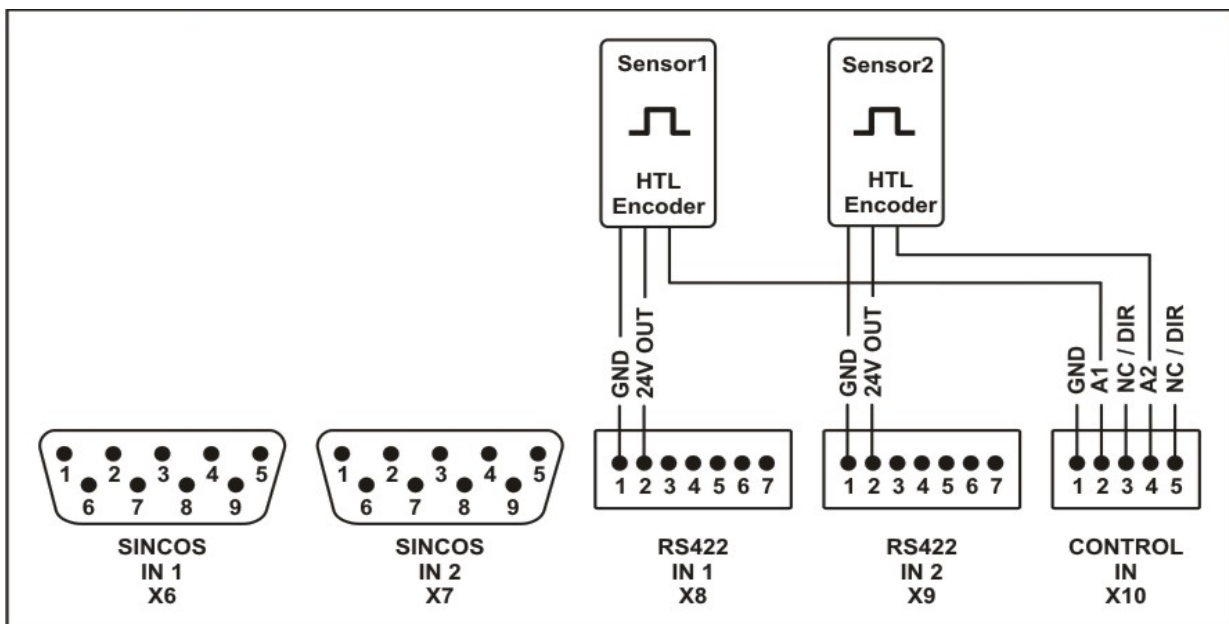 Sensor1
HTL
Encoder
Sensor2
HTL
Encoder
GND
24V OUT
GND
24V OUT
GND
A1
NC / DIR
A2
NC / DIR
1 2 3 4 5
6 7 8 9
SINCOS
IN 1
X6
1 2 3 4 5
6 7 8 9
SINCOS
IN 2
X7
1 2 3 4 5 6 7
RS422
IN 1
X8
1 2 3 4 5 6 7
RS422
IN 2
X9
1 2 3 4 5
CONTROL
IN
X10